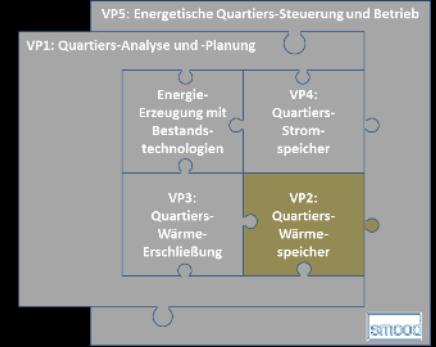 VP5: Energetische Quartiers-Steuerung und Betrieb
VP1: Quartiers-Analyse und -Planung
Energie-
Erzeugung mit
Bestands-
technologien
VP4:
Quartiers-
Strom-
speicher
VP3:
Quartiers-
Wärme-
Erschließung
VP2:
Quartiers-
Wärme-
speicher
smood